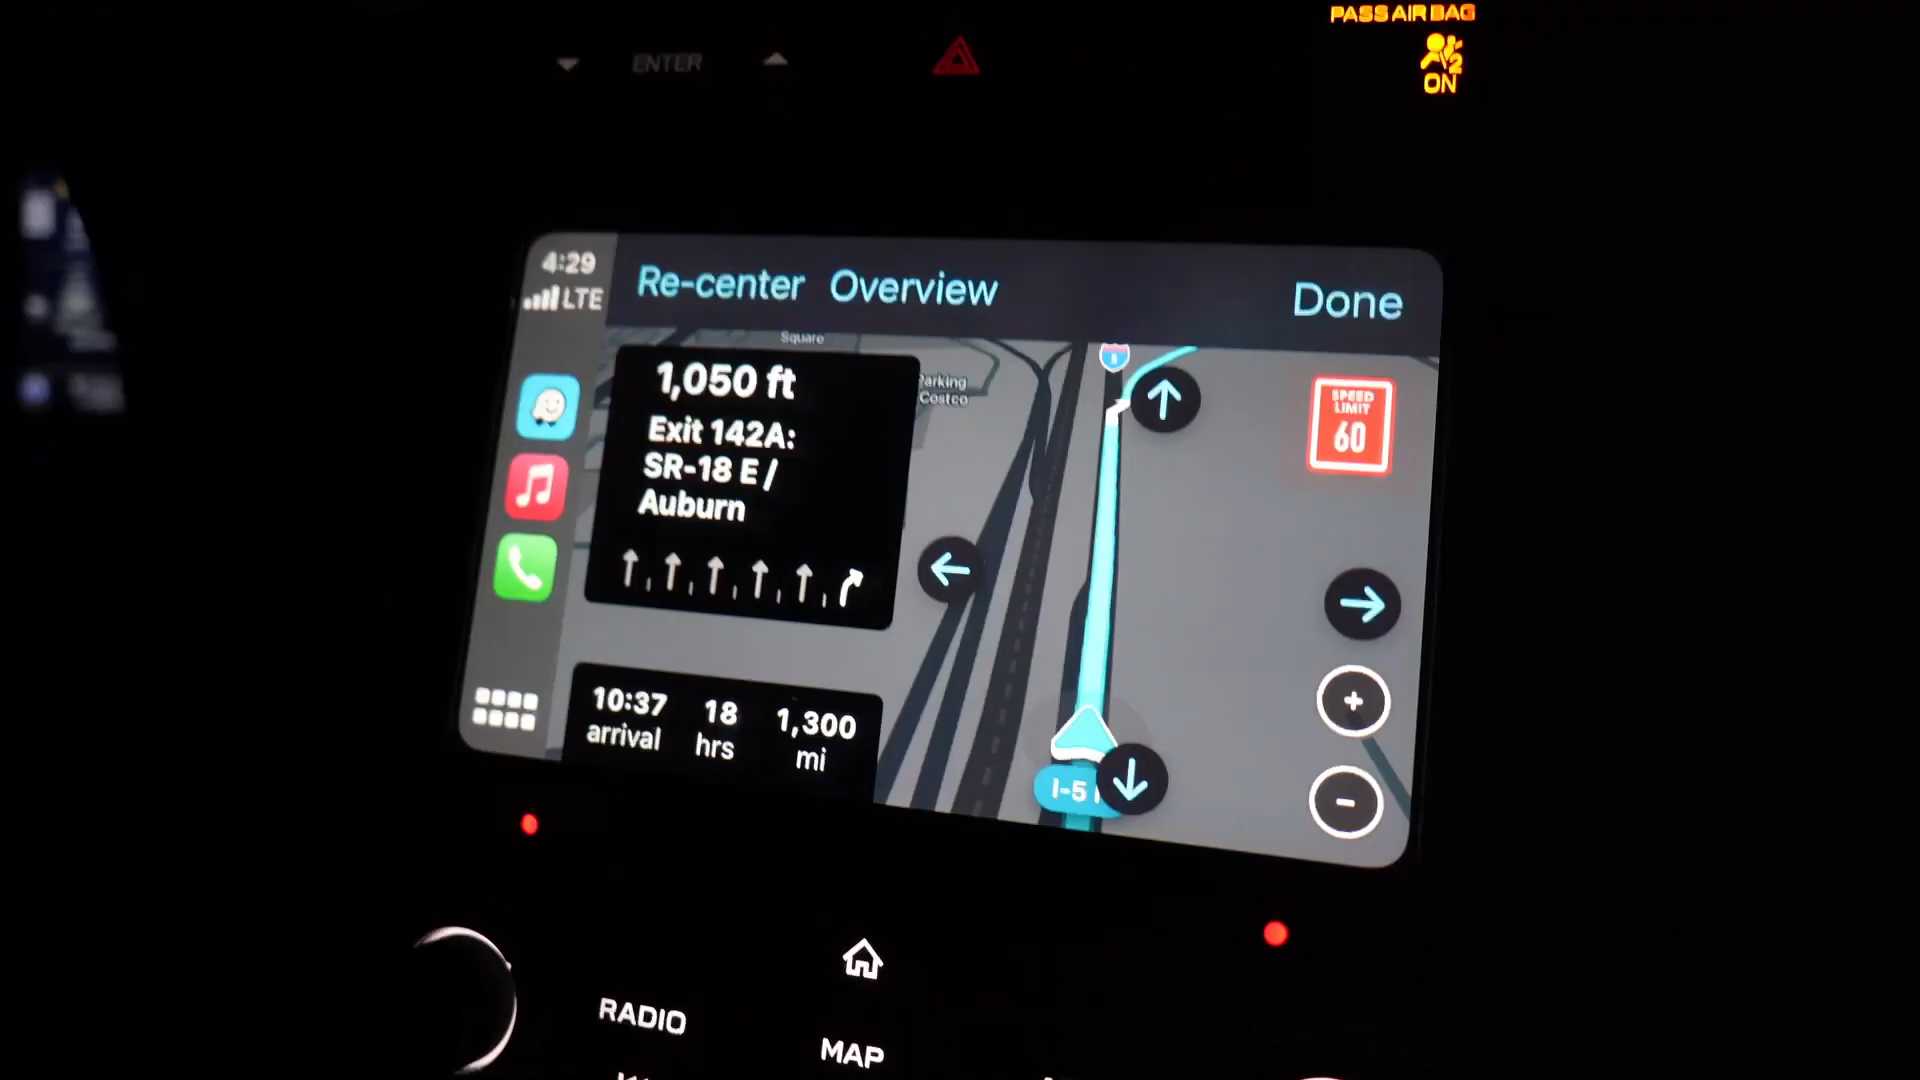 PASS AIR BAG
2
ON
ENTER
4:29
LTE
Re-center Overview
Done
Square
Parking
Costco
1,050 ft
Exit 142A:
SR-18 E /
Auburn
SPEED
LIMIT
60
10:37 18 1,300
arrival hrs mi
I-5
RADIO
MAP